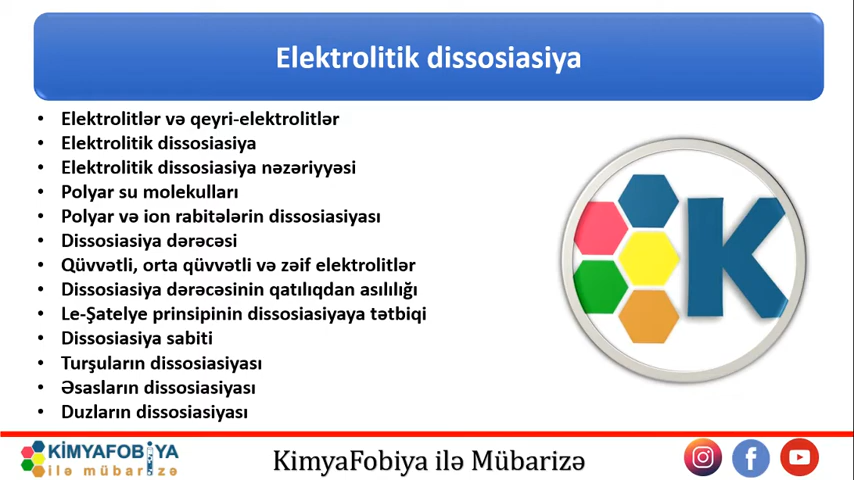 Elektrolitik dissosiasiya
• Elektrolitlər və qeyri-elektrolitlər
• Elektrolitik dissosiasiya
• Elektrolitik dissosiasiya nəzəriyyəsi
• Polyar su molekulları
• Polyar və ion rabitələrin dissosiasiyası
• Dissosiasiya dərəcəsi
• Qüvvətli, orta qüvvətli və zəif elektrolitlər
• Dissosiasiya dərəcəsinin qatılıqdan asılılığı
• Le-Şatelye prinsipinin dissosiasiyaya tətbiqi
• Dissosiasiya sabiti
• Turşuların dissosiasiyası
• Əsasların dissosiasiyası
• Duzların dissosiasiyası
K
KİMYAFOBİYA
ilə mübarizə
KimyaFobiya ilə Mübarizə